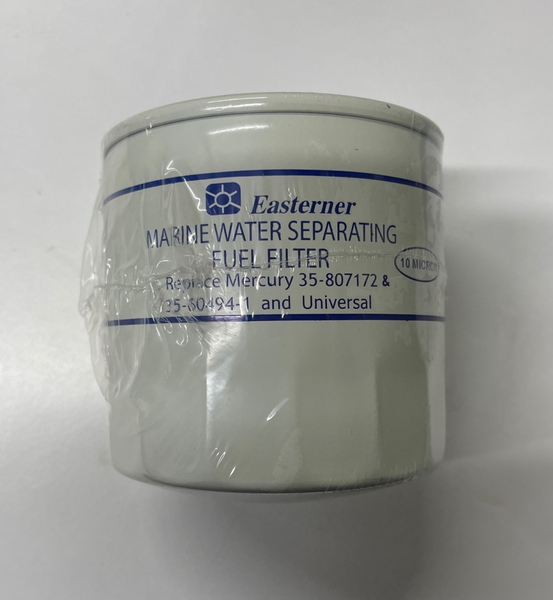 Easterner
MARINE WATER SEPARATING
FUEL FILTER
10 MICRON
Replace Mercury 35-807172 &
35-60494-1 and Universal